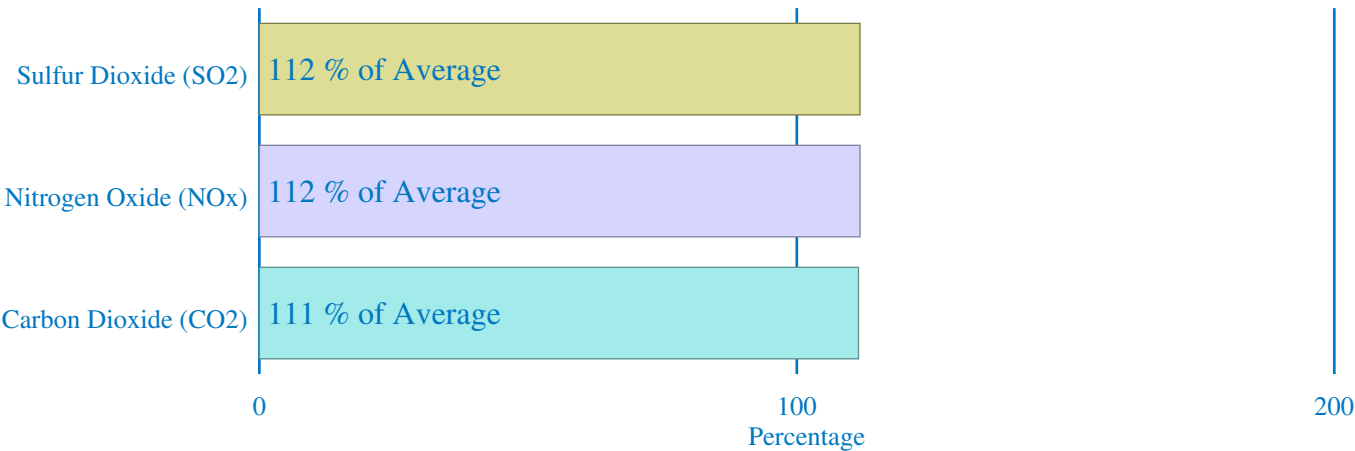 Sulfur Dioxide (SO2)
112 % of Average
Nitrogen Oxide (NOx)
112 % of Average
Carbon Dioxide (CO2)
111 % of Average
0
100
200
Percentage